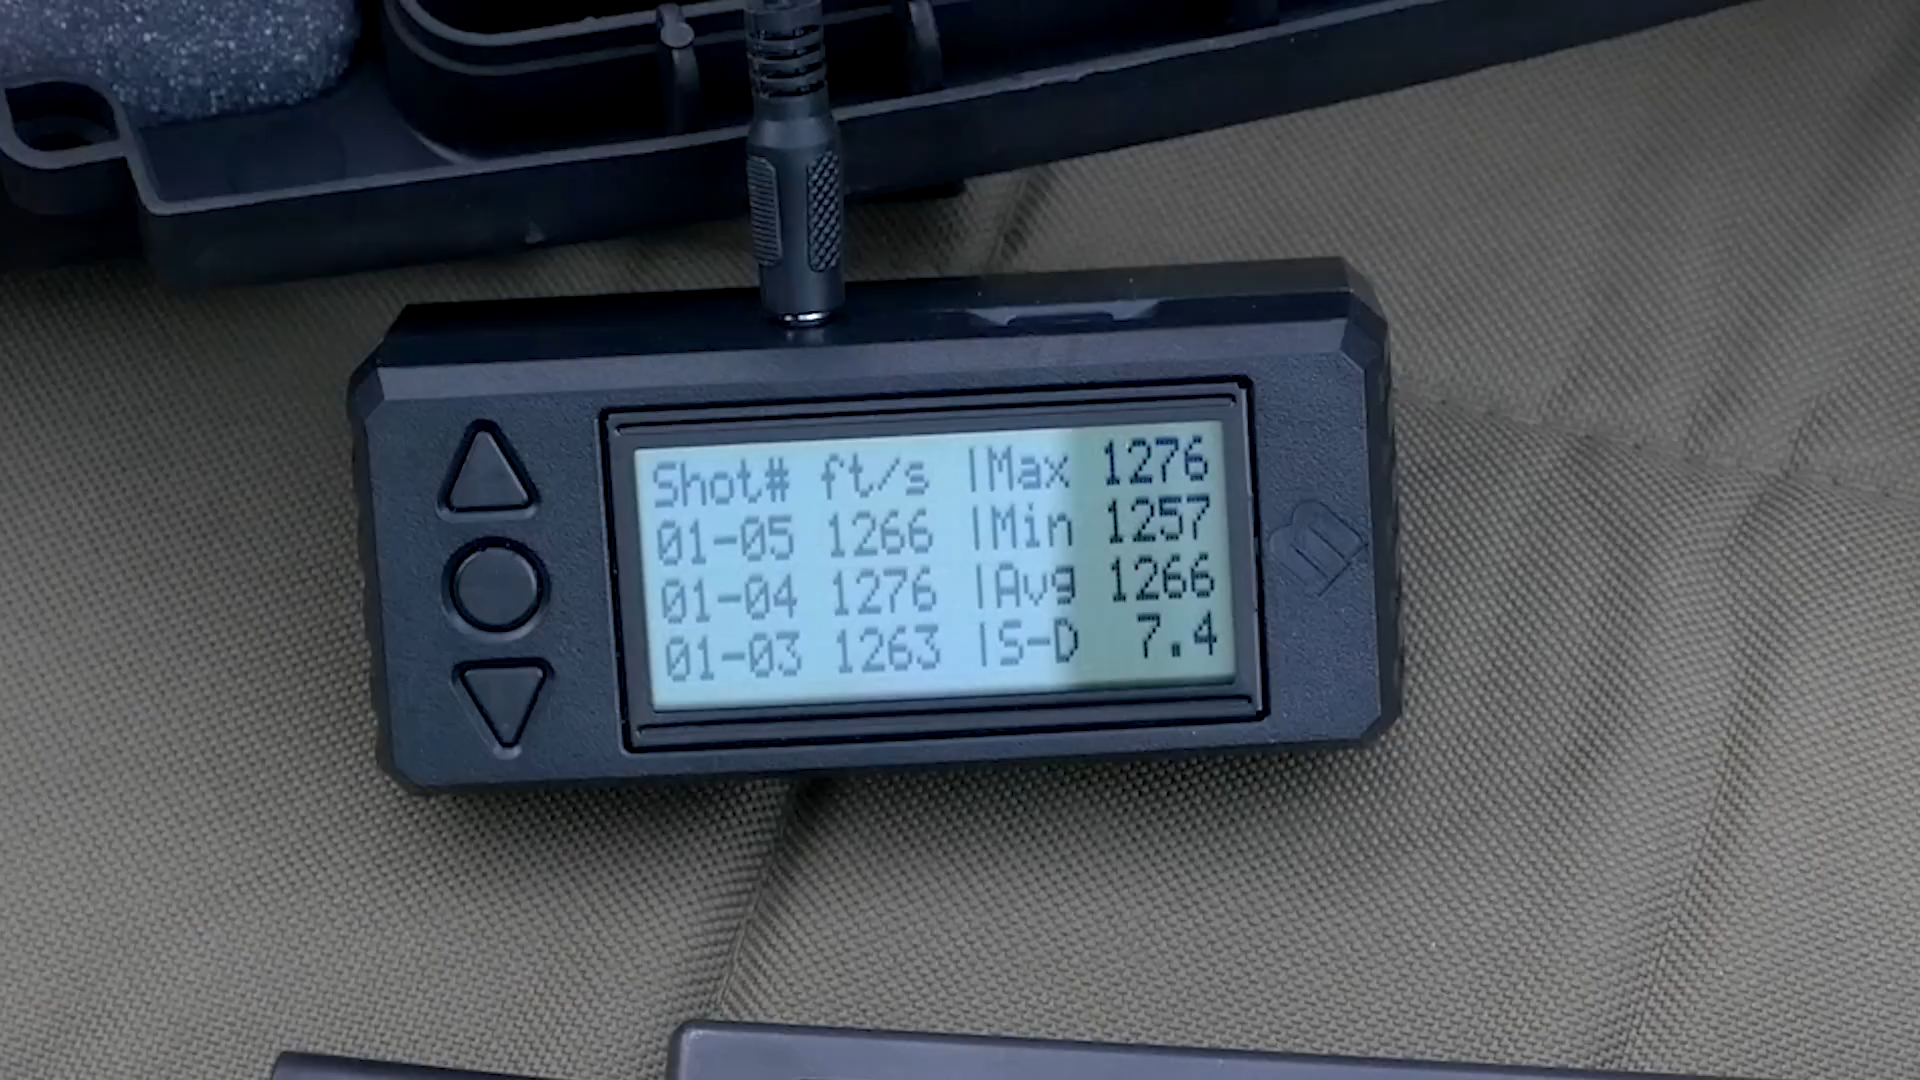 Shot# ft/s |Max 1276
01-05 1266 |Min 1257
01-04 1276 |Avg 1266
01-03 1263 |S-D 7.4